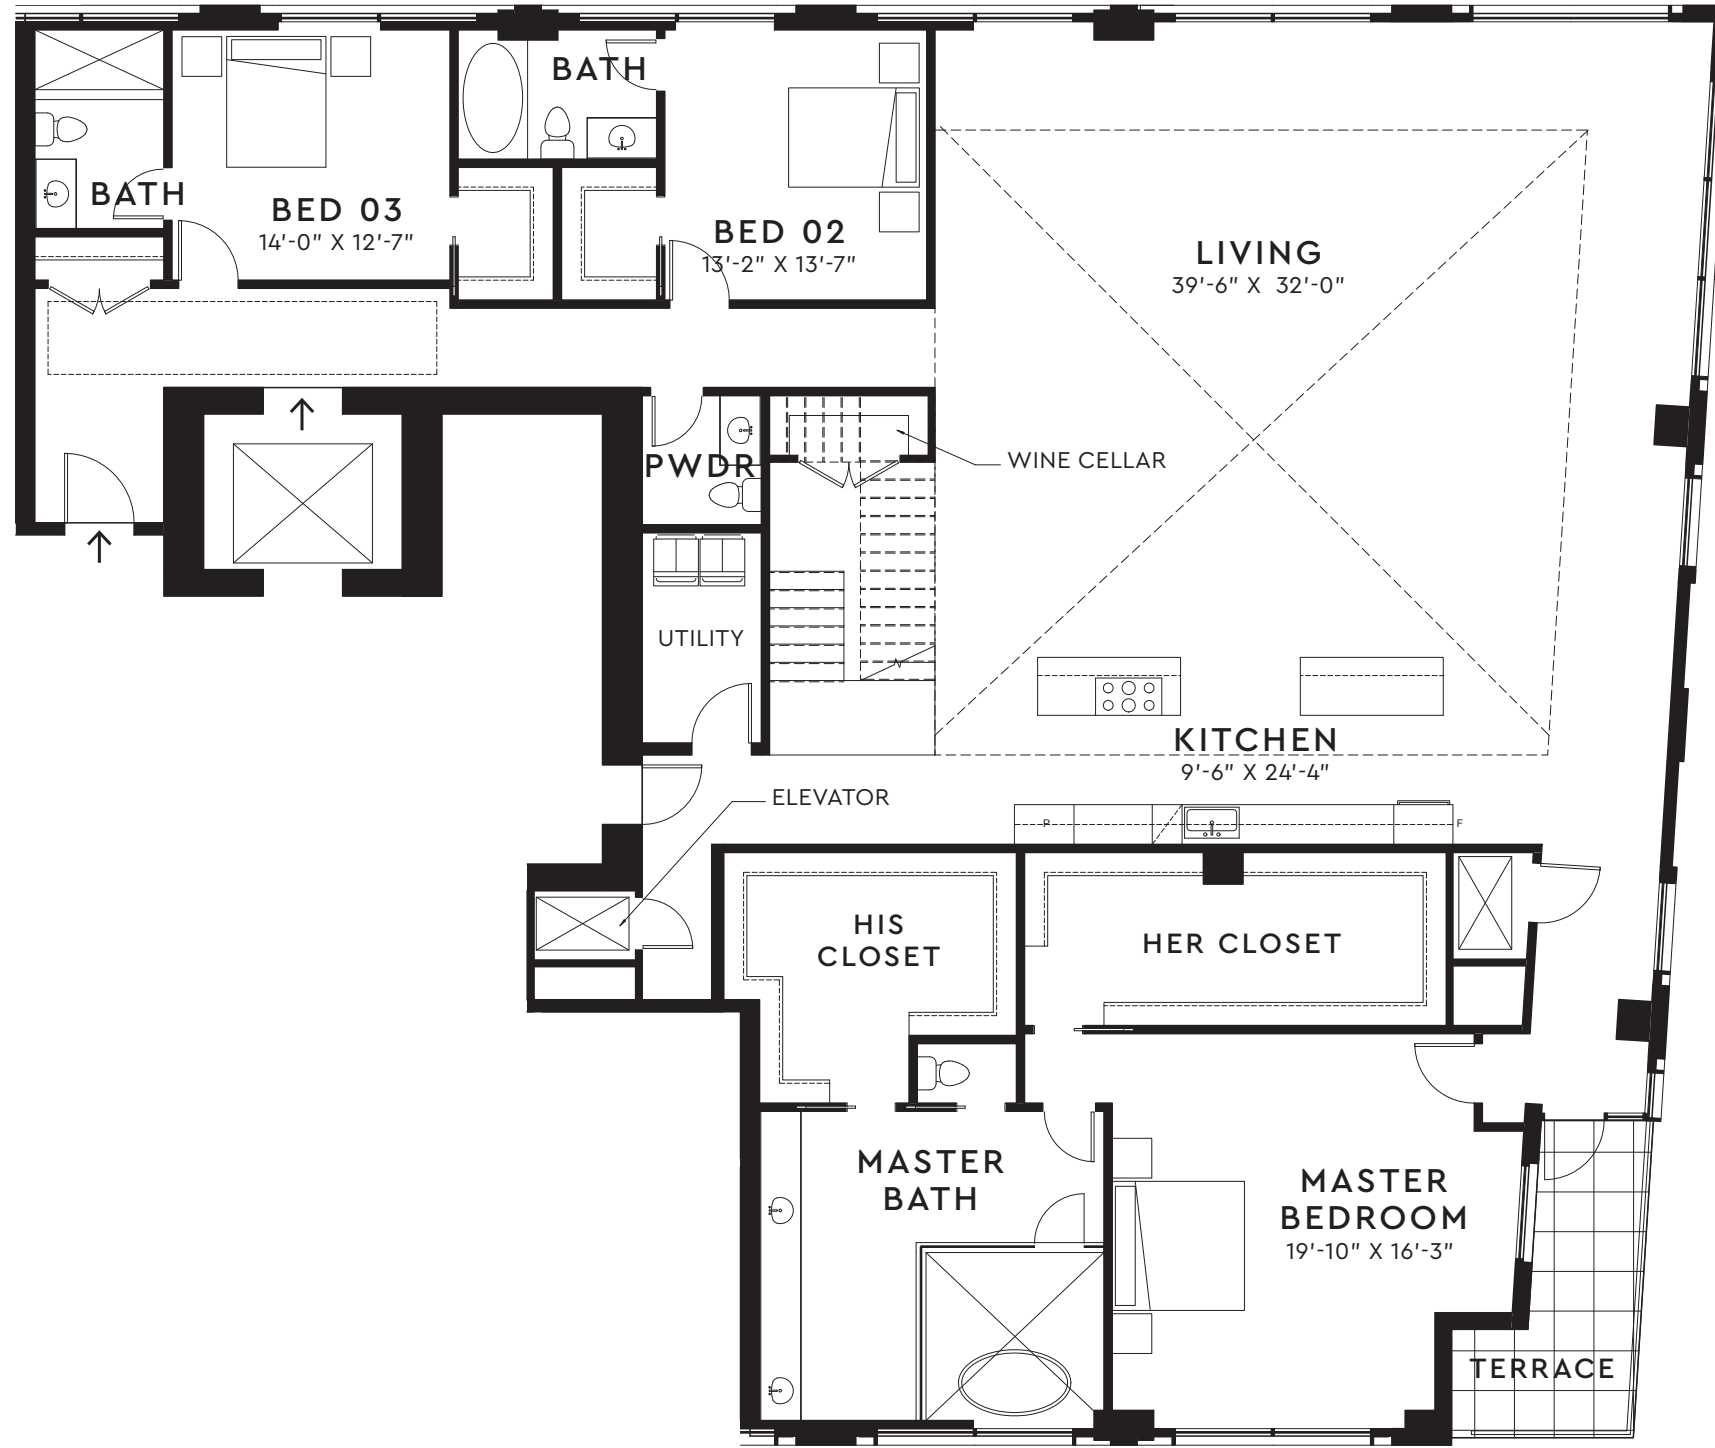 BATH
BATH
BED 03
14'-0" X 12'-7"
BED 02
13'-2" X 13'-7"
LIVING
39'-6" X 32'-0"
WINE CELLAR
PWDR
UTILITY
KITCHEN
9'-6" X 24'-4"
ELEVATOR
P
F
HIS
CLOSET
HER CLOSET
MASTER
BATH
MASTER
BEDROOM
19'-10" X 16'-3"
TERRACE